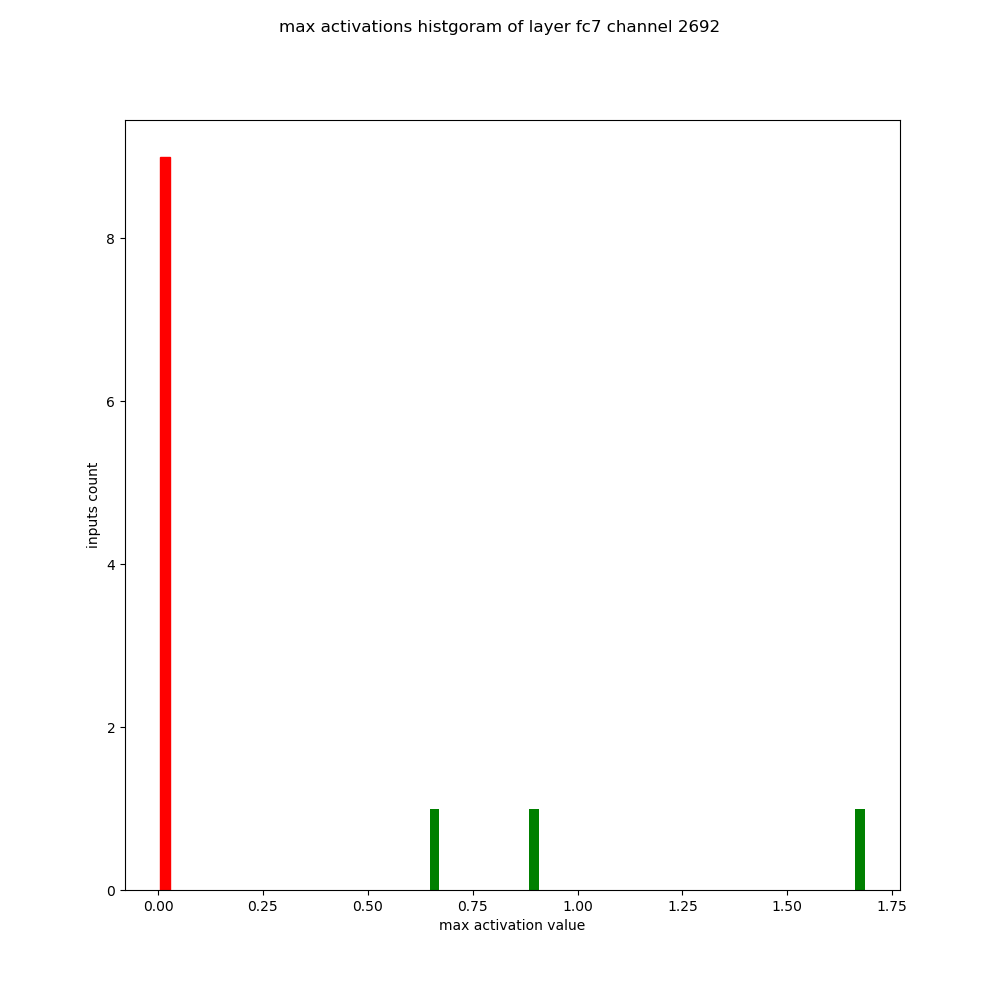 max activations histgoram of layer fc7 channel 2692
8
6
4
2
0
inputs count
0.00 0.25 0.50 0.75 1.00 1.25 1.50 1.75
max activation value